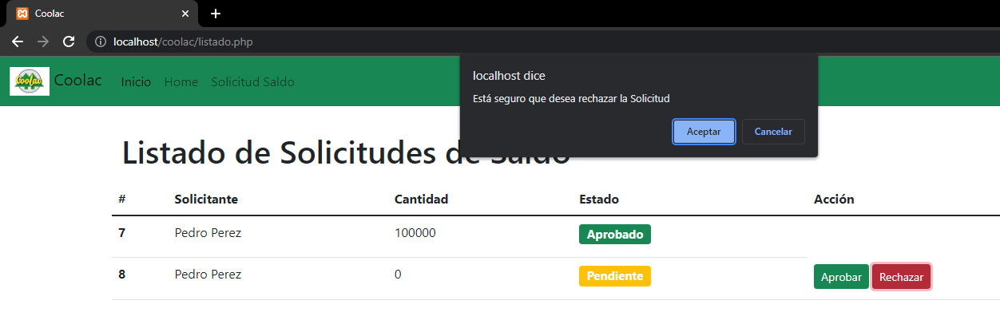 Coolac
localhost/coolac/listado.php
Coolac Coolac Inicio Home Solicitud Saldo
localhost dice
Está seguro que desea rechazar la Solicitud
Aceptar Cancelar
Listado de Solicitudes de Saldo
# Solicitante Cantidad Estado Acción
7 Pedro Perez 100000 Aprobado
8 Pedro Perez 0 Pendiente Aprobar Rechazar